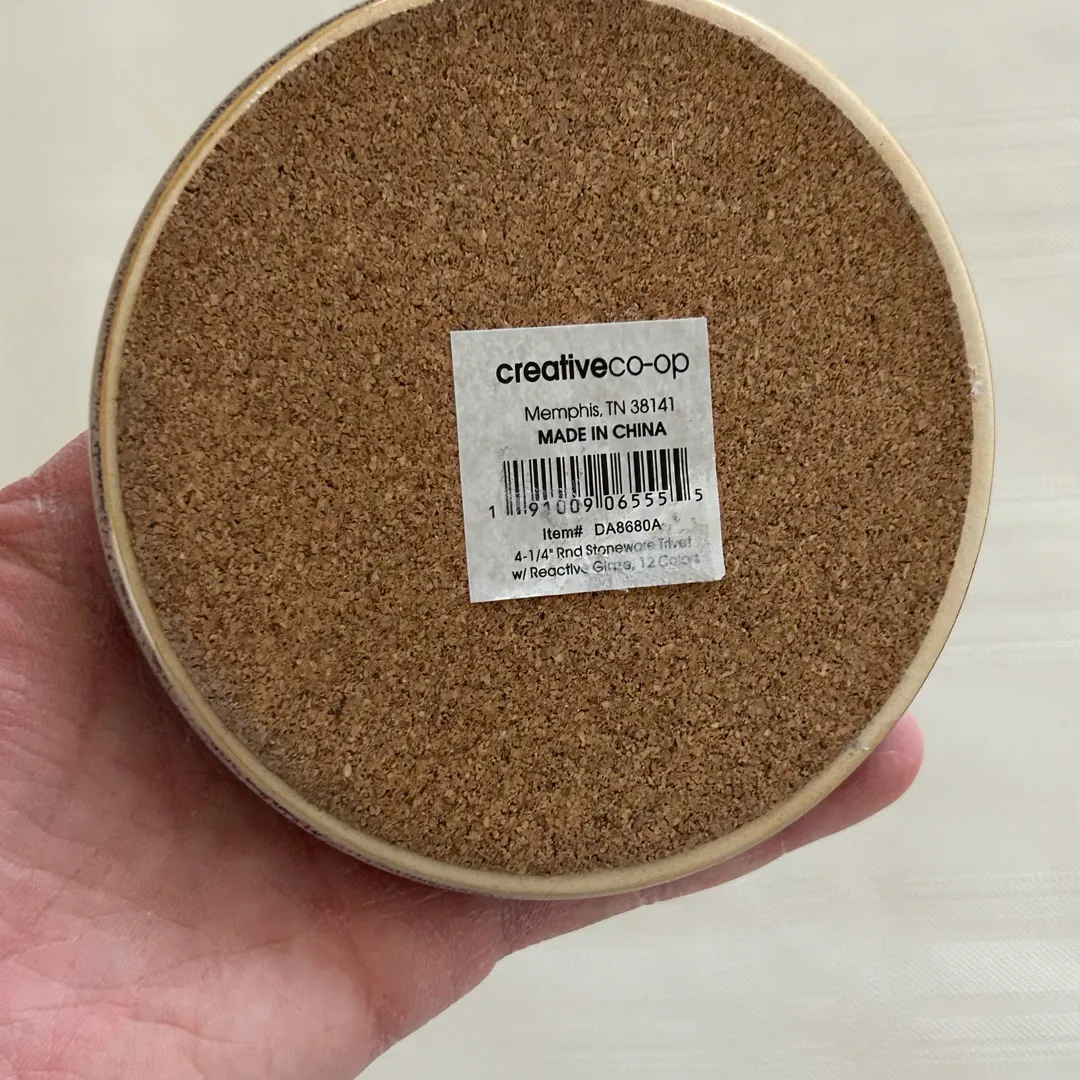 creativeco-op
Memphis, TN 38141
MADE IN CHINA
1 91009 06555 5
Item# DA8680A
4-1/4" Rnd Stoneware Trivet
w/ Reactive Glaze, 12 Colors